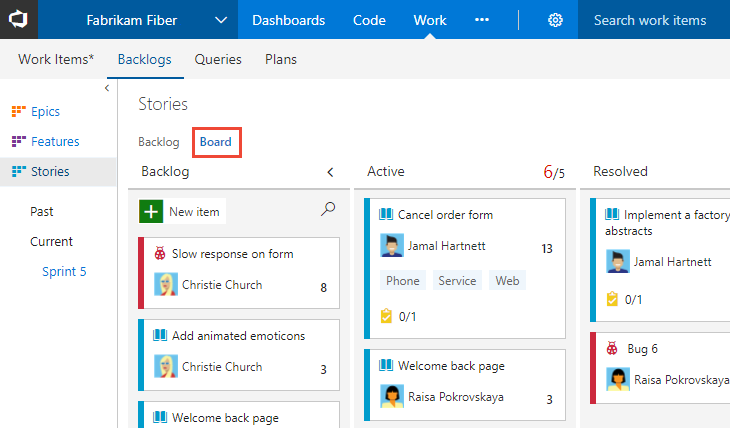 Fabrikam Fiber Dashboards Code Work Search work items
Work Items* Backlogs Queries Plans
Epics
Features
Stories
Past
Current
Sprint 5
Stories
Backlog Board
Backlog
New item
Slow response on form
Christie Church 8
Add animated emoticons
Christie Church 3
Welcome back page
Active 6/5
Cancel order form
Jamal Hartnett 13
Phone Service Web
0/1
Welcome back page
Raisa Pokrovskaya 3
Resolved
Implement a factory
abstracts
Jamal Hartnett
0/1
Bug 6
Raisa Pokrovskaya